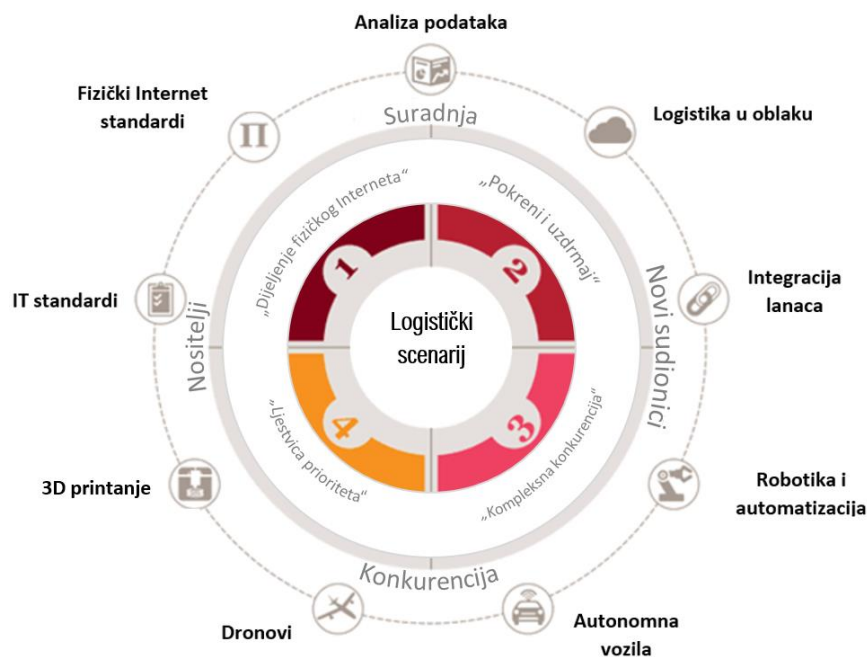 Analiza podataka
Fizički Internet
standardi
Logistika u oblaku
Suradnja
„Dijeljenje fizičkog Interneta“
„Pokreni i uzdrmaj“
1
2
IT standardi
Nositelji
Logistički
scenarij
Novi sudionici
Integracija
lanaca
4
3
„Ljestvica prioriteta“
„Kompleksna konkurencija“
3D printanje
Robotika i
automatizacija
Konkurencija
Dronovi
Autonomna
vozila